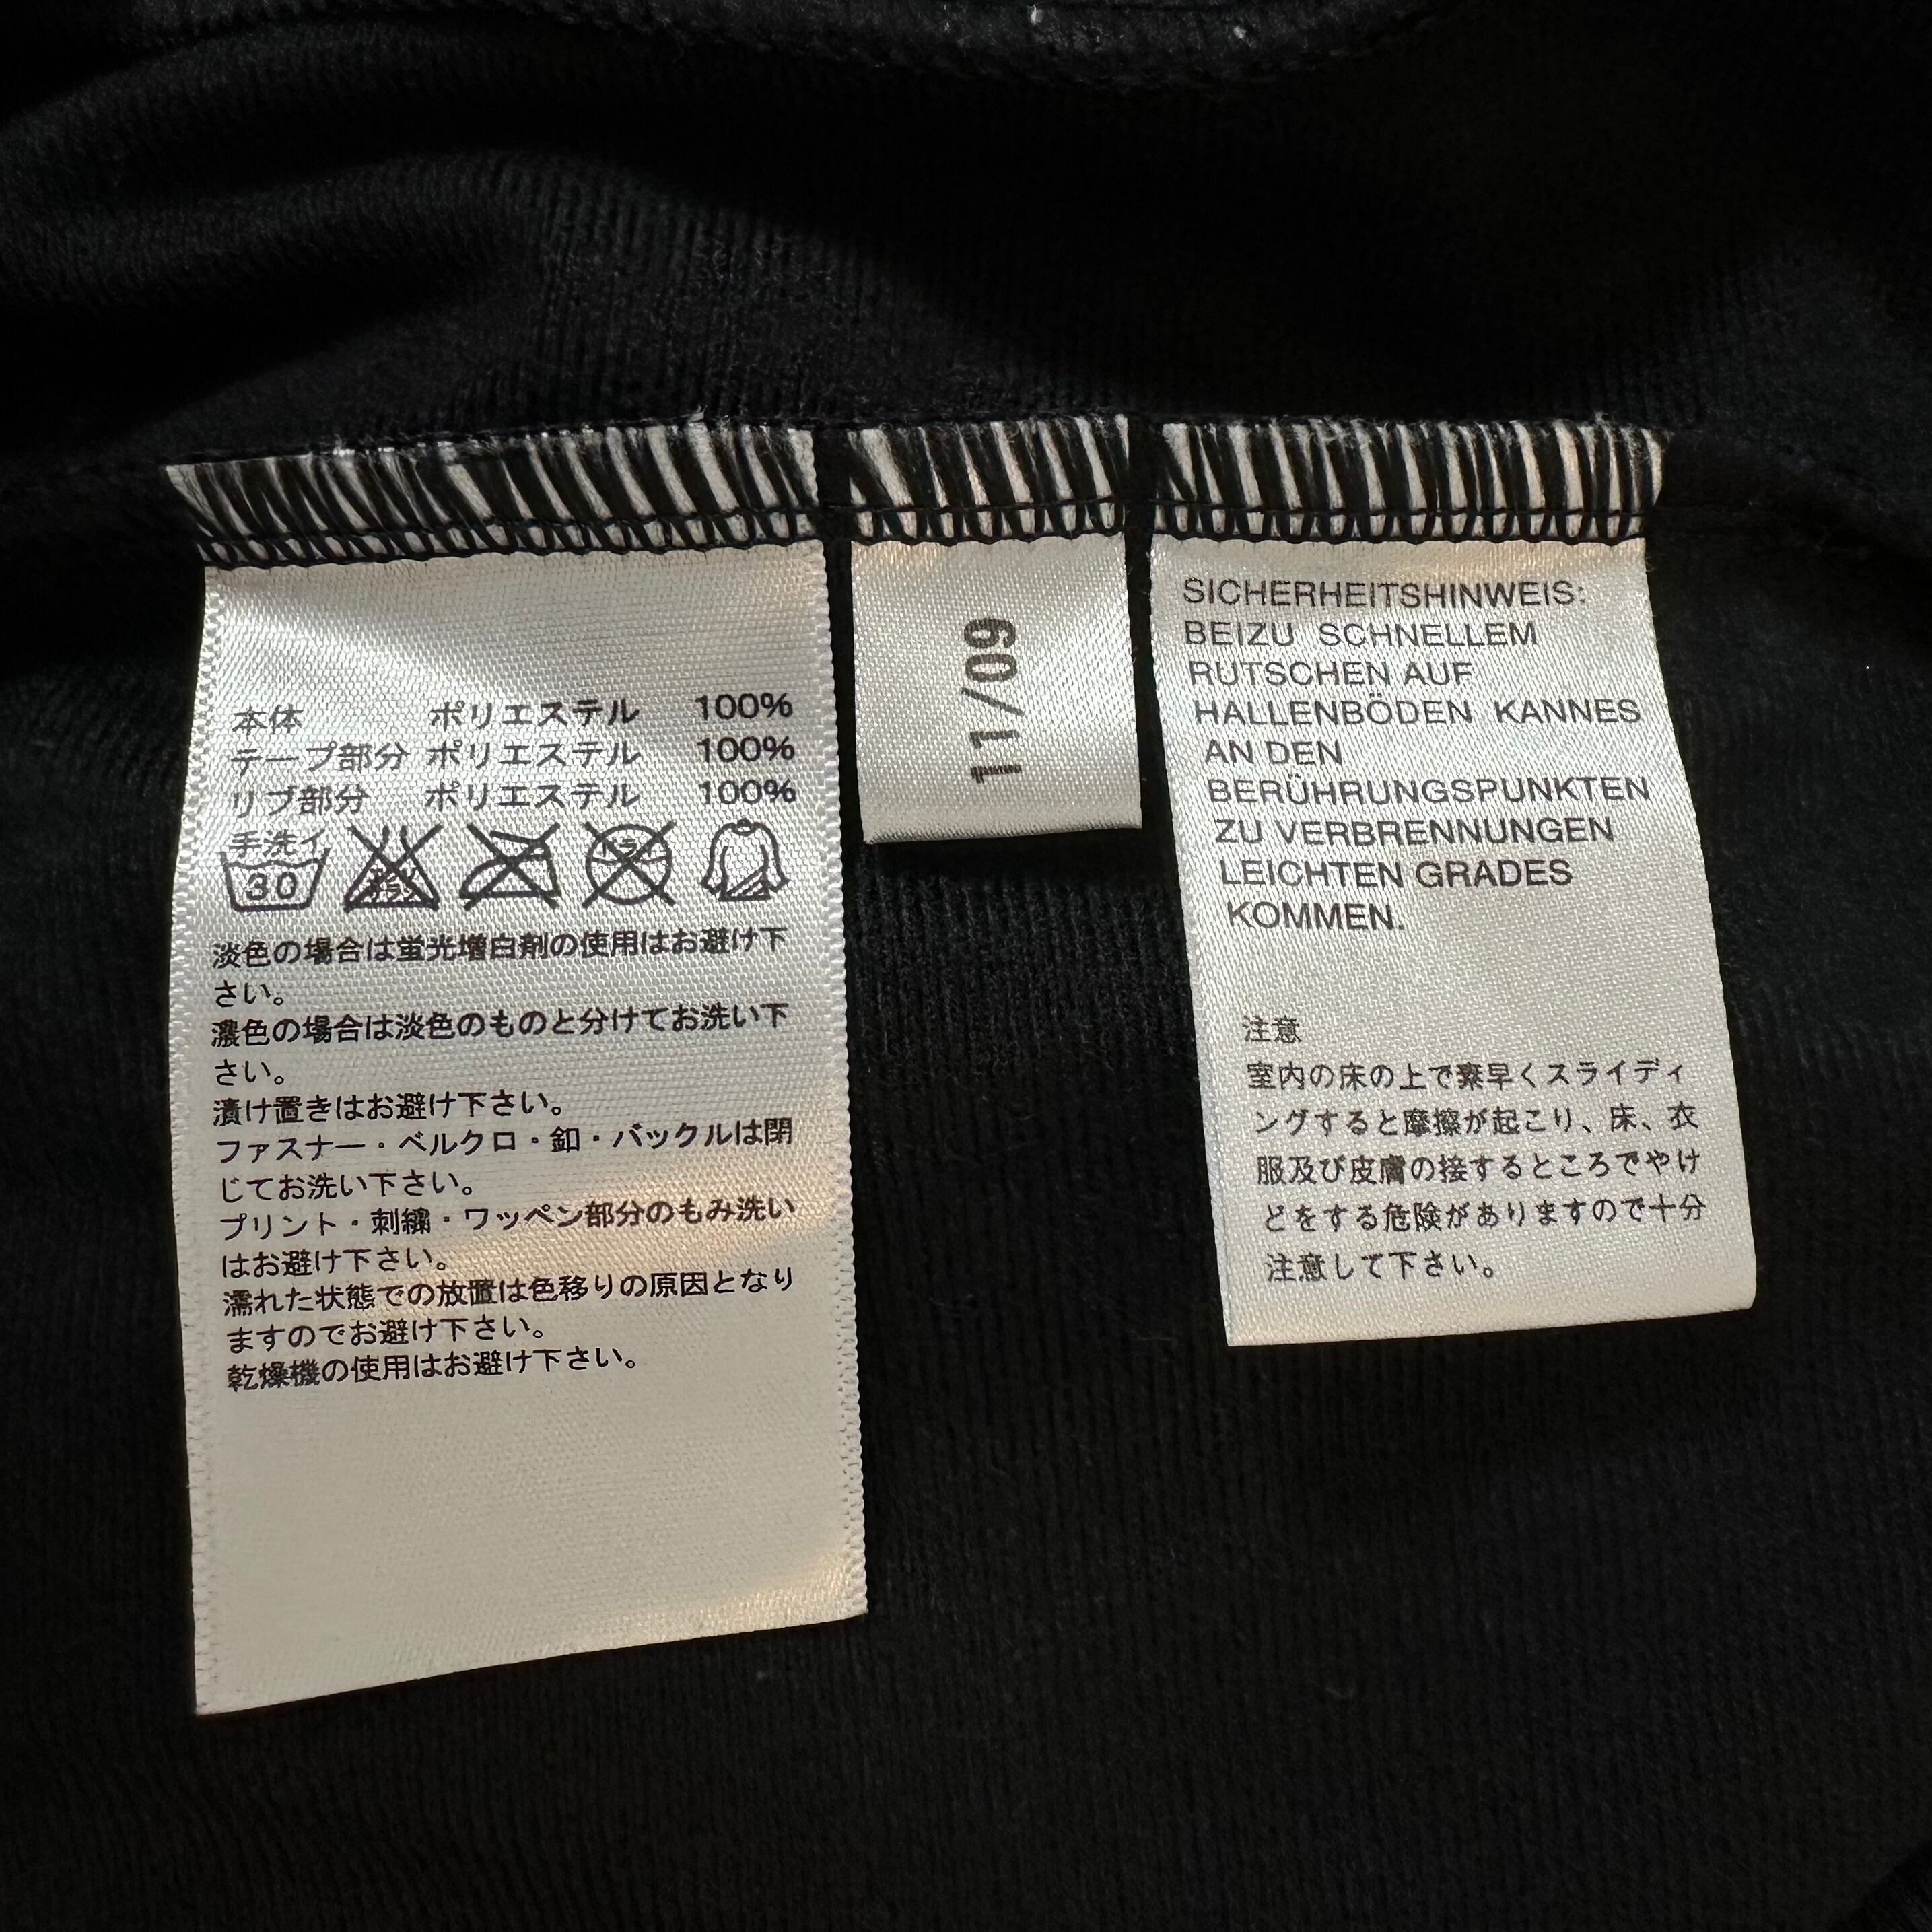 本体 ポリエステル 100%
テープ部分 ポリエステル 100%
リブ部分 ポリエステル 100%
手洗イ
30
エンソ
サラシ
ドライ
淡色の場合は蛍光増白剤の使用はお避け下
さい。
濃色の場合は淡色のものと分けてお洗い下
さい。
漬け置きはお避け下さい。
ファスナー・ベルクロ・釦・バックルは閉
じてお洗い下さい。
プリント・刺繍・ワッペン部分のもみ洗い
はお避け下さい。
濡れた状態での放置は色移りの原因となり
ますのでお避け下さい。
乾燥機の使用はお避け下さい。
11/09
SICHERHEITSHINWEIS:
BEIZU SCHNELLEM
RUTSCHEN AUF
HALLENBÖDEN KANNES
AN DEN
BERÜHRUNGSPUNKTEN
ZU VERBRENNUNGEN
LEICHTEN GRADES
KOMMEN.
注意
室内の床の上で素早くスライディ
ングすると摩擦が起こり、床、衣
服及び皮膚の接するところでやけ
どをする危険がありますので十分
注意して下さい。